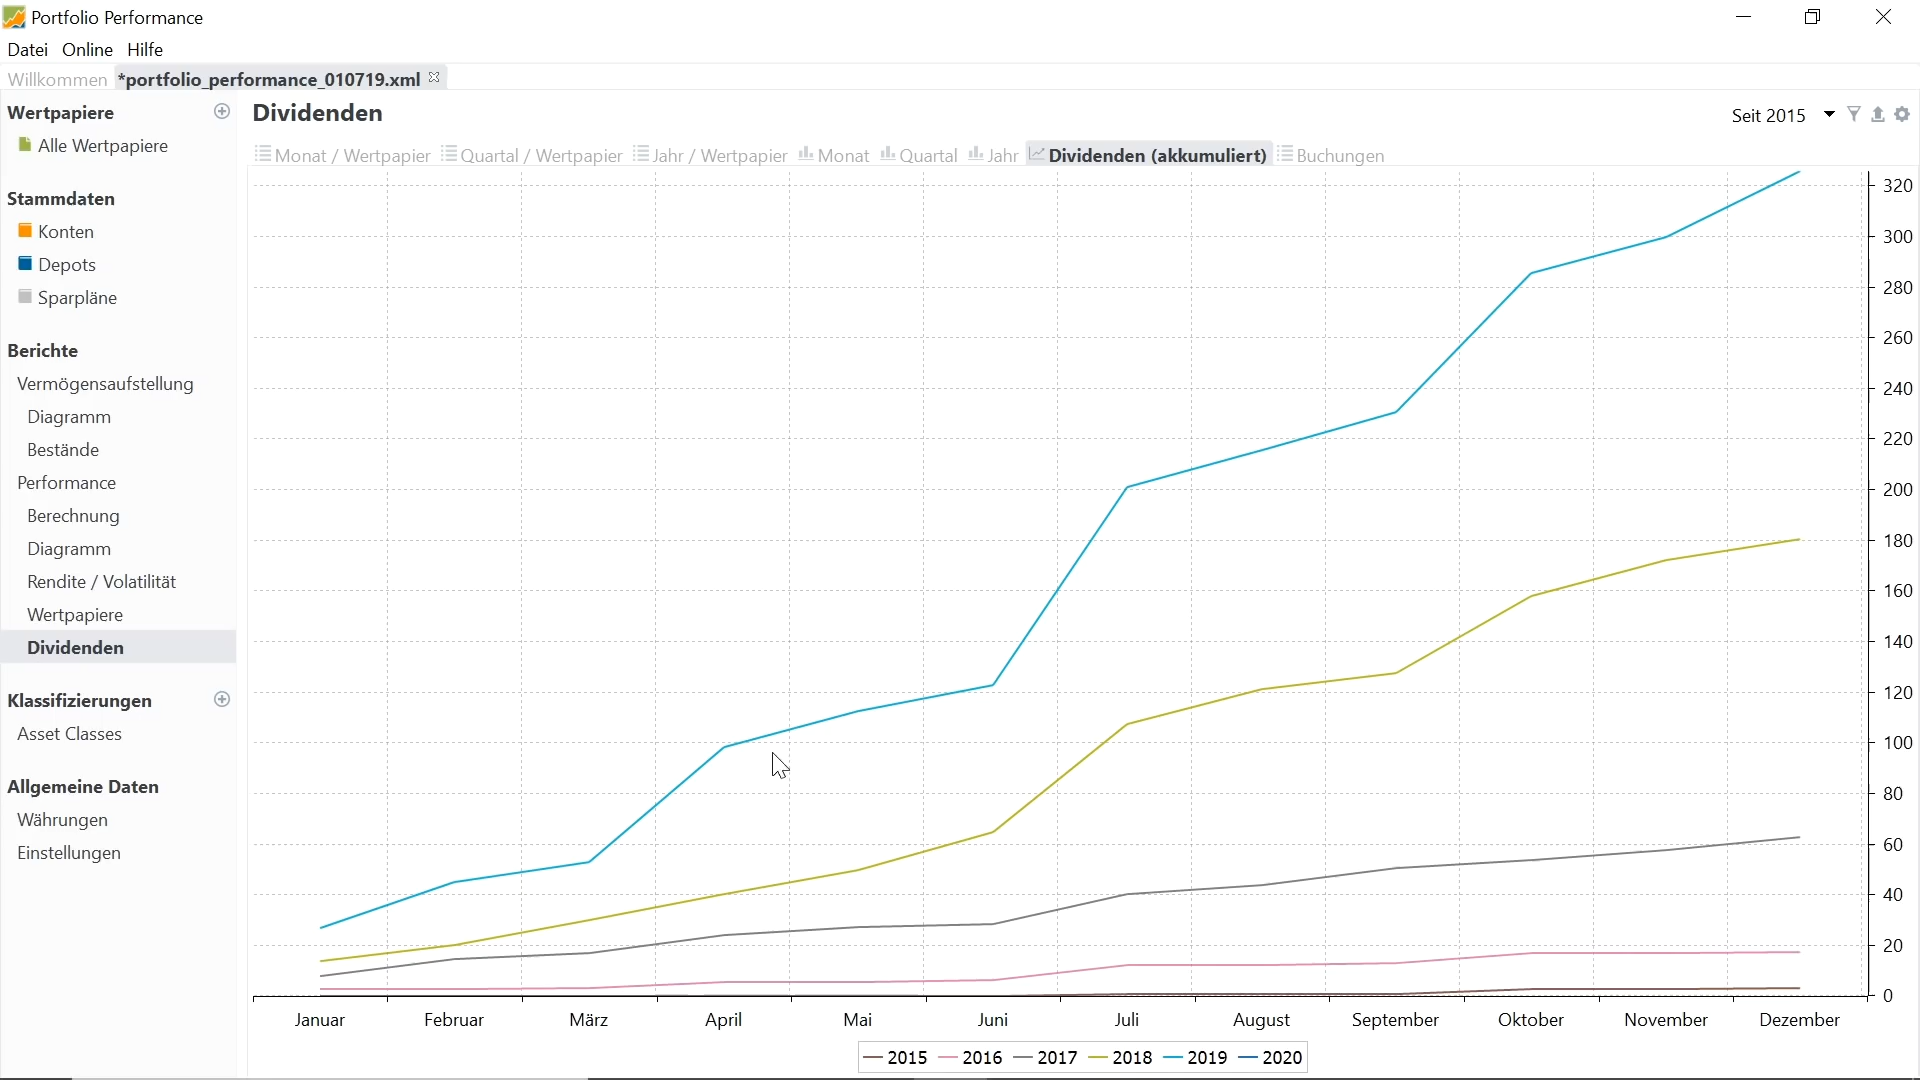 Portfolio Performance
Datei Online Hilfe
Willkommen *portfolio_performance_010719.xml
Wertpapiere
Alle Wertpapiere
Stammdaten
Konten
Depots
Sparpläne
Berichte
Vermögensaufstellung
Diagramm
Bestände
Performance
Berechnung
Diagramm
Rendite / Volatilität
Wertpapiere
Dividenden
Klassifizierungen
Asset Classes
Allgemeine Daten
Währungen
Einstellungen
Dividenden
Seit 2015
Monat / Wertpapier Quartal / Wertpapier Jahr / Wertpapier Monat Quartal Jahr Dividenden (akkumuliert) Buchungen
320
300
280
260
240
220
200
180
160
140
120
100
80
60
40
20
0
Januar Februar März April Mai Juni Juli August September Oktober November Dezember
2015 2016 2017 2018 2019 2020